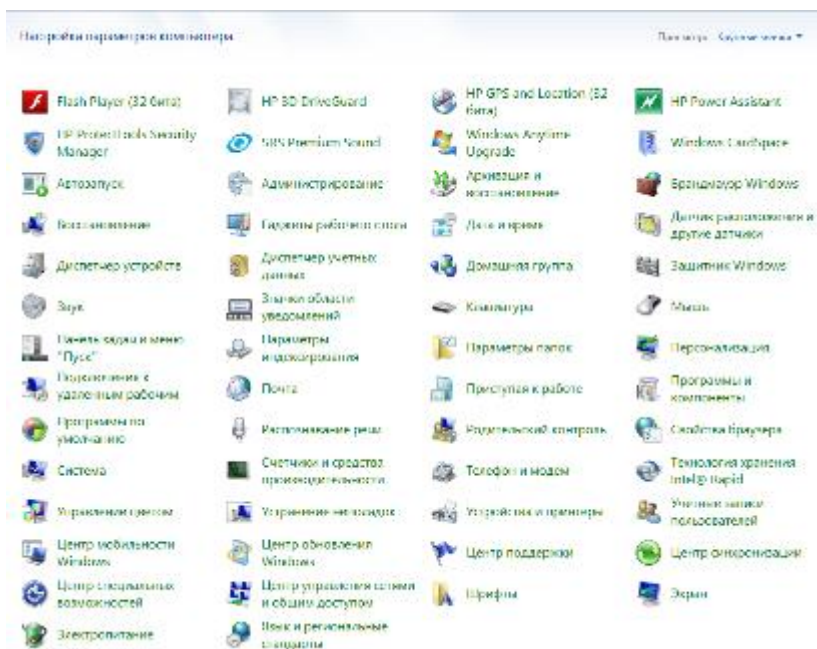 Настройка параметров компьютера
Просмотр: Крупные значки
Flash Player (32 бита)
HP 3D DriveGuard
HP GPS and Location (32
бита)
HP Power Assistant
HP ProtectTools Security
Manager
SRS Premium Sound
Windows Anytime
Upgrade
Windows CardSpace
Автозапуск
Администрирование
Архивация и
восстановление
Брандмауэр Windows
Восстановление
Гаджеты рабочего стола
Дата и время
Датчик расположения и
другие датчики
Диспетчер устройств
Диспетчер учетных
данных
Домашняя группа
Защитник Windows
Звук
Значки области
уведомлений
Клавиатура
Мышь
Панель задач и меню
"Пуск"
Параметры
индексирования
Параметры папок
Персонализация
Подключения к
удаленным рабочим
Почта
Приступая к работе
Программы и
компоненты
Программы по
умолчанию
Распознавание речи
Родительский контроль
Свойства браузера
Система
Счетчики и средства
производительности
Телефон и модем
Технология хранения
Intel® Rapid
Управление цветом
Устранение неполадок
Устройства и принтеры
Учетные записи
пользователей
Центр мобильности
Windows
Центр обновления
Windows
Центр поддержки
Центр синхронизации
Центр специальных
возможностей
Центр управления сетями
и общим доступом
Шрифты
Экран
Электропитание
Язык и региональные
стандарты